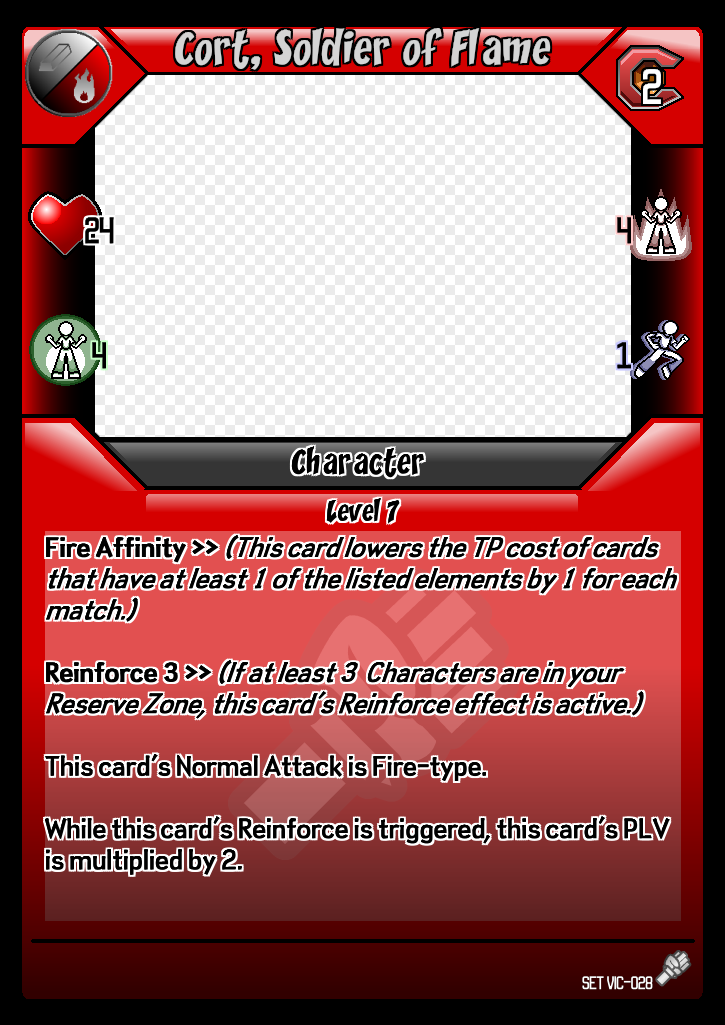 Cort, Soldier of Flame
2
24
4
4
1
Character
Level 7
Fire Affinity >> (This card lowers the TP cost of cards
that have at least 1 of the listed elements by 1 for each
match.)
Reinforce 3 >> (If at least 3 Characters are in your
Reserve Zone, this card's Reinforce effect is active.)
This card's Normal Attack is Fire-type.
While this card's Reinforce is triggered, this card's PLV
is multiplied by 2.
SET VIC-028